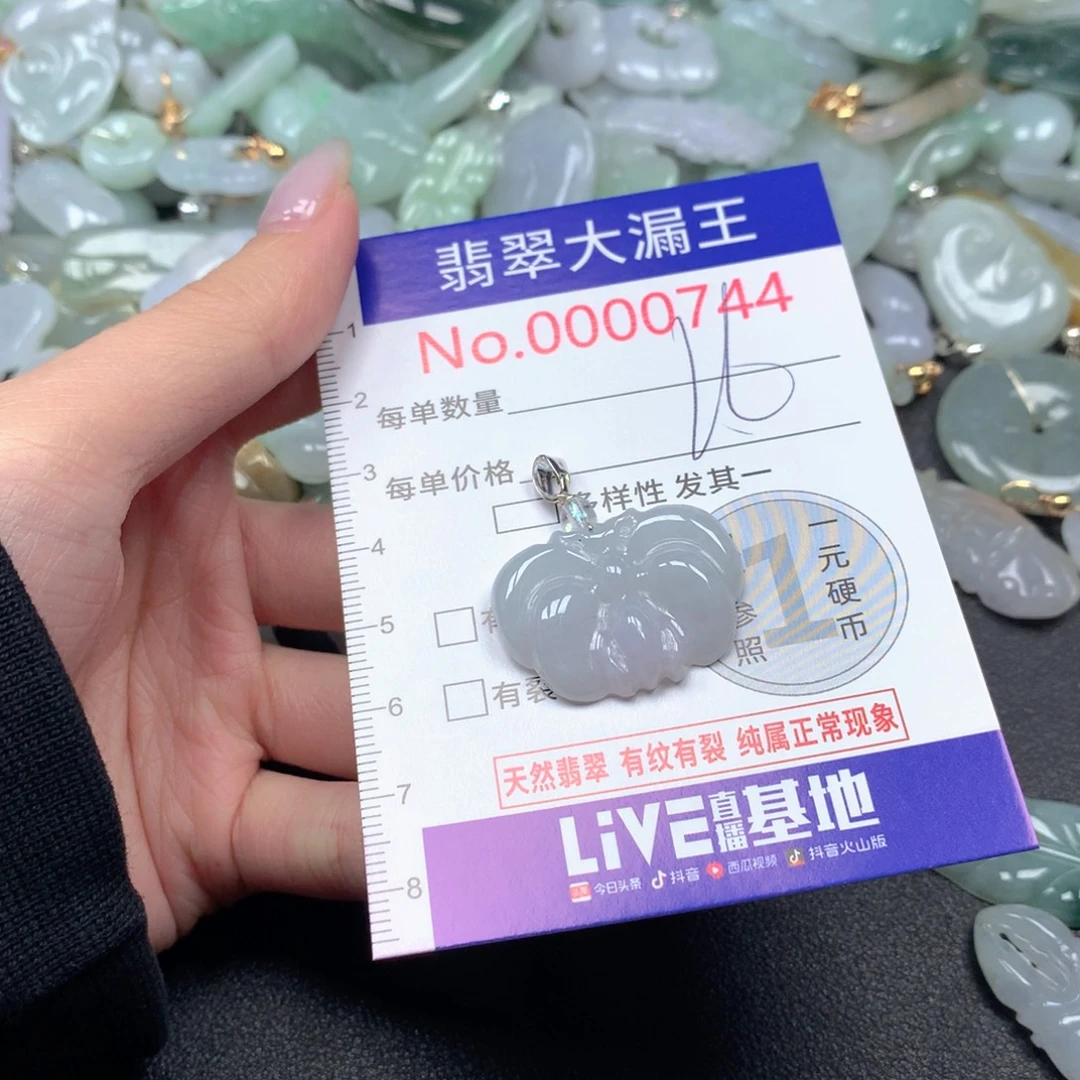 翡翠大漏王
No.0000744
16
每单数量
每单价格
多样性 发其一
1
2
3
4
5
6
7
8
有
有裂
1
一元硬币
参照
天然翡翠 有纹有裂 纯属正常现象
LiVE直播基地
今日头条 抖音 西瓜视频 抖音火山版